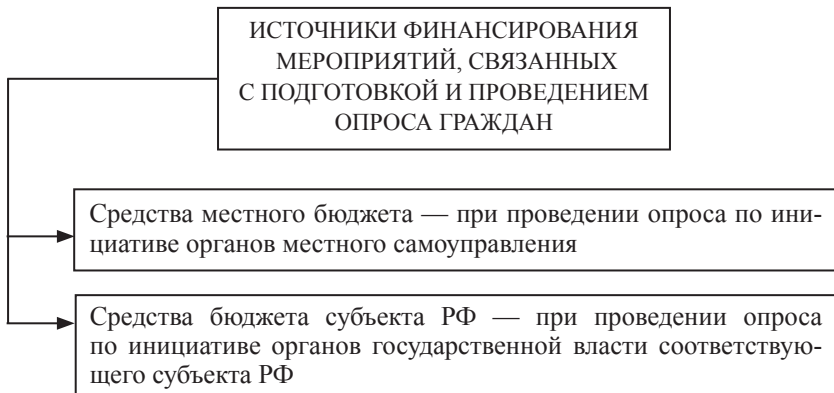 ИСТОЧНИКИ ФИНАНСИРОВАНИЯ
МЕРОПРИЯТИЙ, СВЯЗАННЫХ
С ПОДГОТОВКОЙ И ПРОВЕДЕНИЕМ
ОПРОСА ГРАЖДАН
Средства местного бюджета — при проведении опроса по ини-
циативе органов местного самоуправления
Средства бюджета субъекта РФ — при проведении опроса
по инициативе органов государственной власти соответствую-
щего субъекта РФ